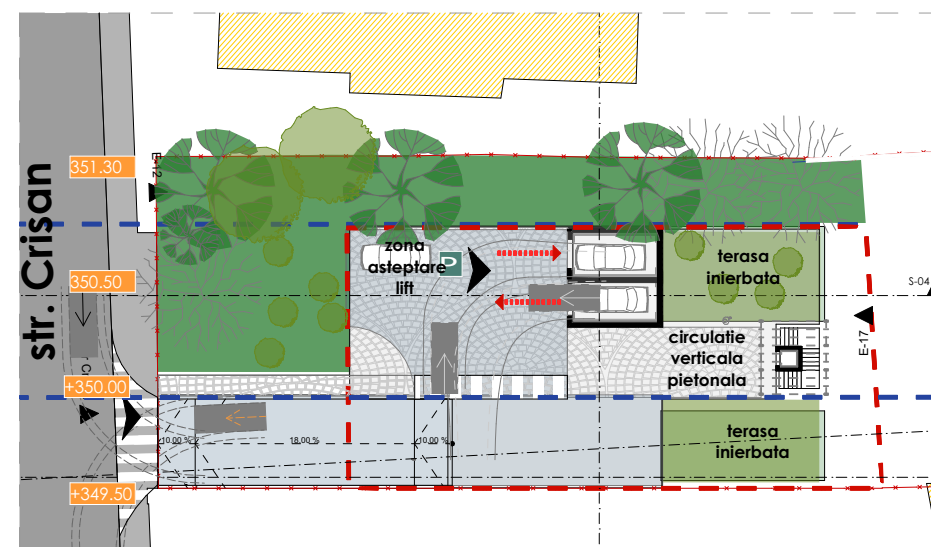 str. Crisan
351.30
350.50
+350.00
+349.50
E-12
zona
asteptare
lift
P
terasa
inierbata
circulatie
verticala
pietonala
terasa
inierbata
S-04
E-17
10.00 %
18.00 %
10.00 %